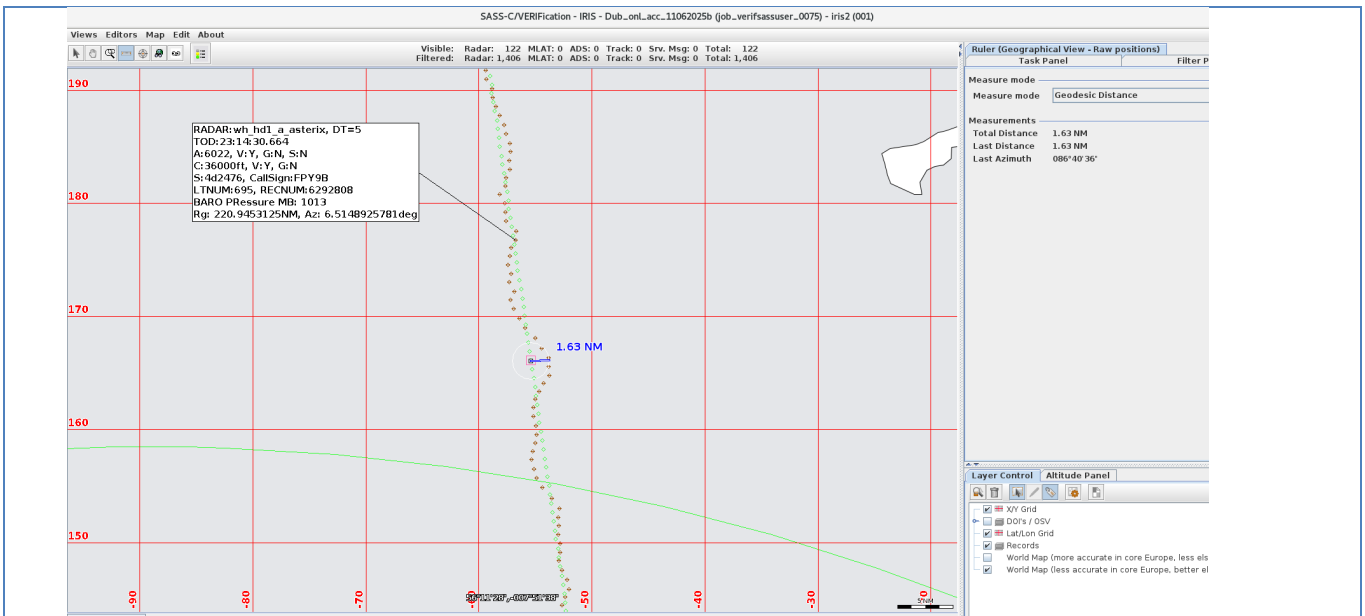 SASS-C/VERIFication - IRIS - Dub_onl_acc_11062025b (job_verifsassuser_0075) - iris2 (001)
Views Editors Map Edit About
Visible: Radar: 122 MLAT: 0 ADS: 0 Track: 0 Srv. Msg: 0 Total: 122
Filtered: Radar: 1,406 MLAT: 0 ADS: 0 Track: 0 Srv. Msg: 0 Total: 1,406
Ruler (Geographical View - Raw positions)
Task Panel Filter P
Measure mode
Measure mode Geodesic Distance
Measurements
Total Distance 1.63 NM
Last Distance 1.63 NM
Last Azimuth 086°40'36"
190
RADAR:wh_hd1_a_asterix, DT=5
TOD:23:14:30.664
A:6022, V:Y, G:N, S:N
C:36000ft, V:Y, G:N
S:4d2476, CallSign:FPY9B
LTNUM:695, RECNUM:6292808
BARO PRessure MB: 1013
Rg: 220.9453125NM, Az: 6.5148925781deg
180
170
1.63 NM
160
150
-90 -80 -70 -50 -40 -30
5 NM
Layer Control Altitude Panel
X/Y Grid
DOI's / OSV
Lat/Lon Grid
Records
World Map (more accurate in core Europe, less els
World Map (less accurate in core Europe, better el